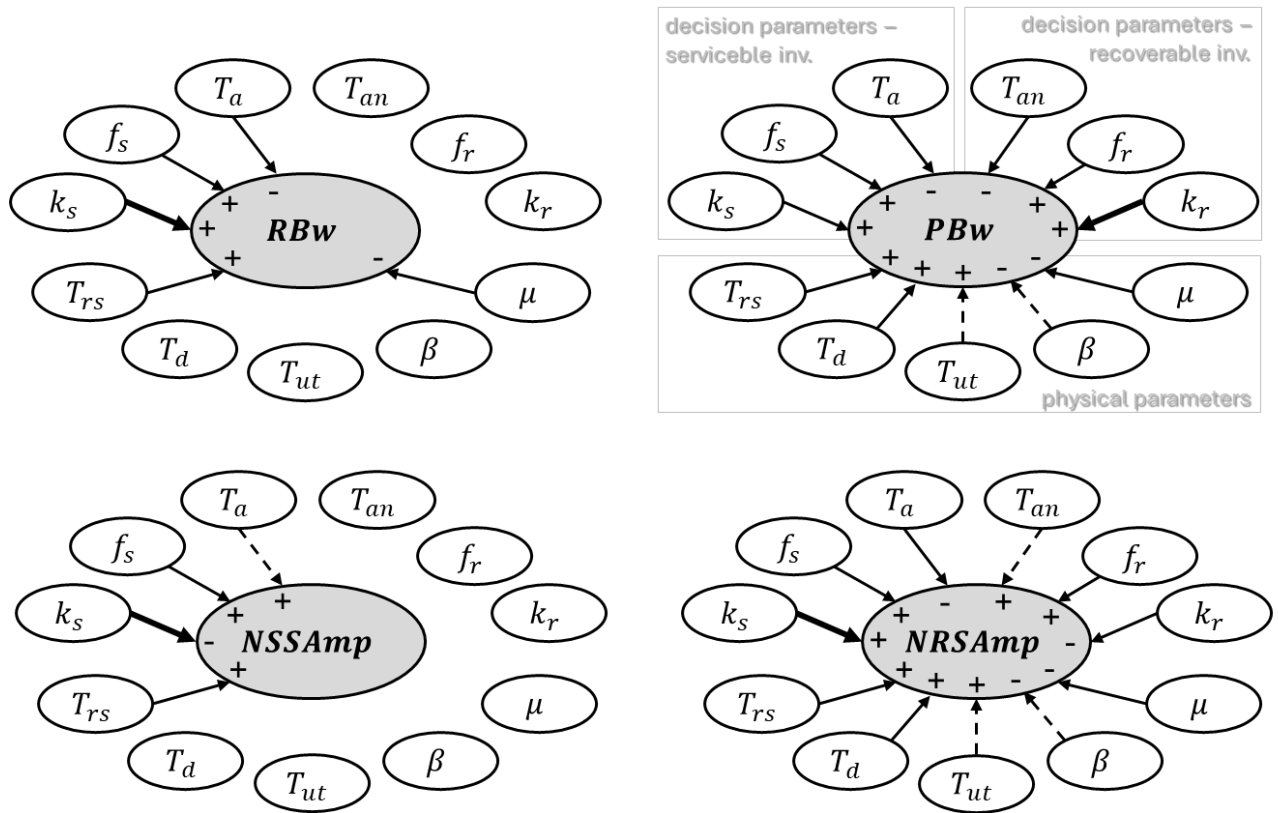 T_a
T_an
f_s
f_r
k_s
k_r
- + + + -
RBw
T_rs
μ
T_d
β
T_ut
decision parameters –
serviceble inv.
decision parameters –
recoverable inv.
T_a
T_an
f_s
f_r
k_s
k_r
- - + + + + + + + - -
PBw
T_rs
μ
T_d
β
T_ut
physical parameters
T_a
T_an
f_s
f_r
k_s
k_r
+ + - +
NSSAmp
T_rs
μ
T_d
β
T_ut
T_a
T_an
f_s
f_r
k_s
k_r
+ - + + + - + + + - -
NRSAmp
T_rs
μ
T_d
β
T_ut